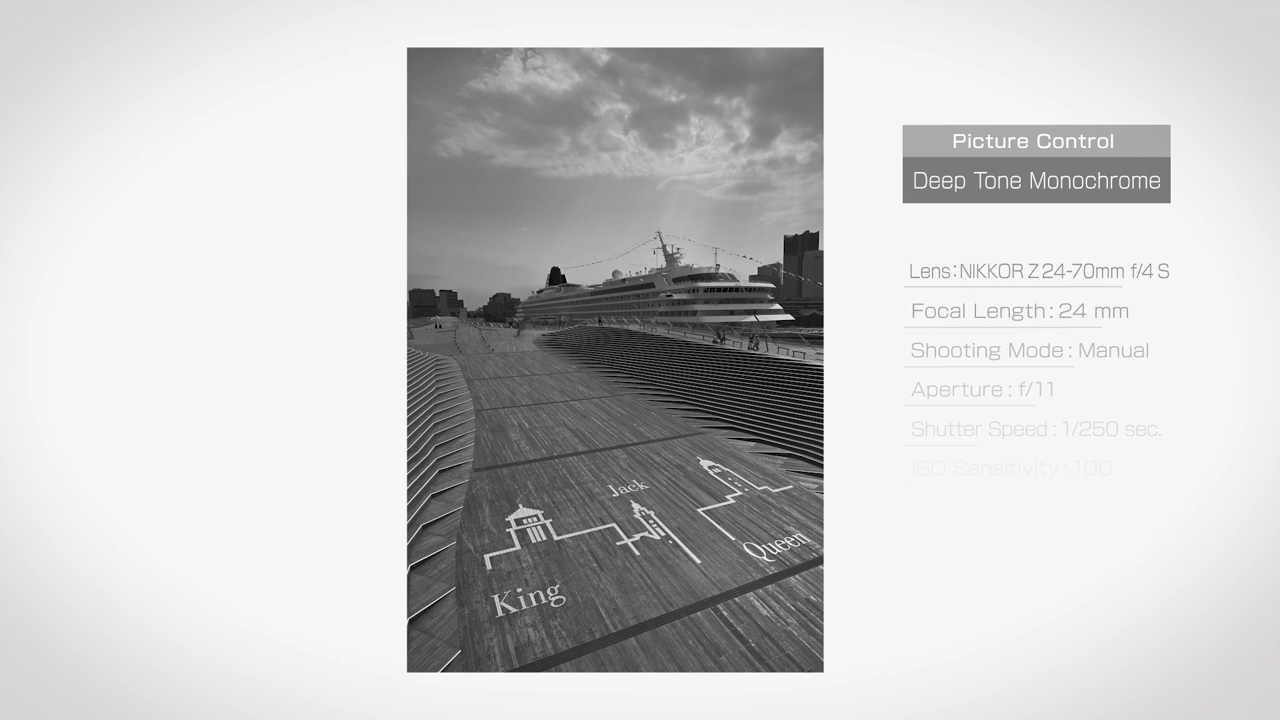 Picture Control
Deep Tone Monochrome
Lens: NIKKOR Z 24-70mm f/4 S
Focal Length: 24 mm
Shooting Mode: Manual
Aperture: f/11
Shutter Speed: 1/250 sec.
ISO Sensitivity: 100
Jack
Queen
King